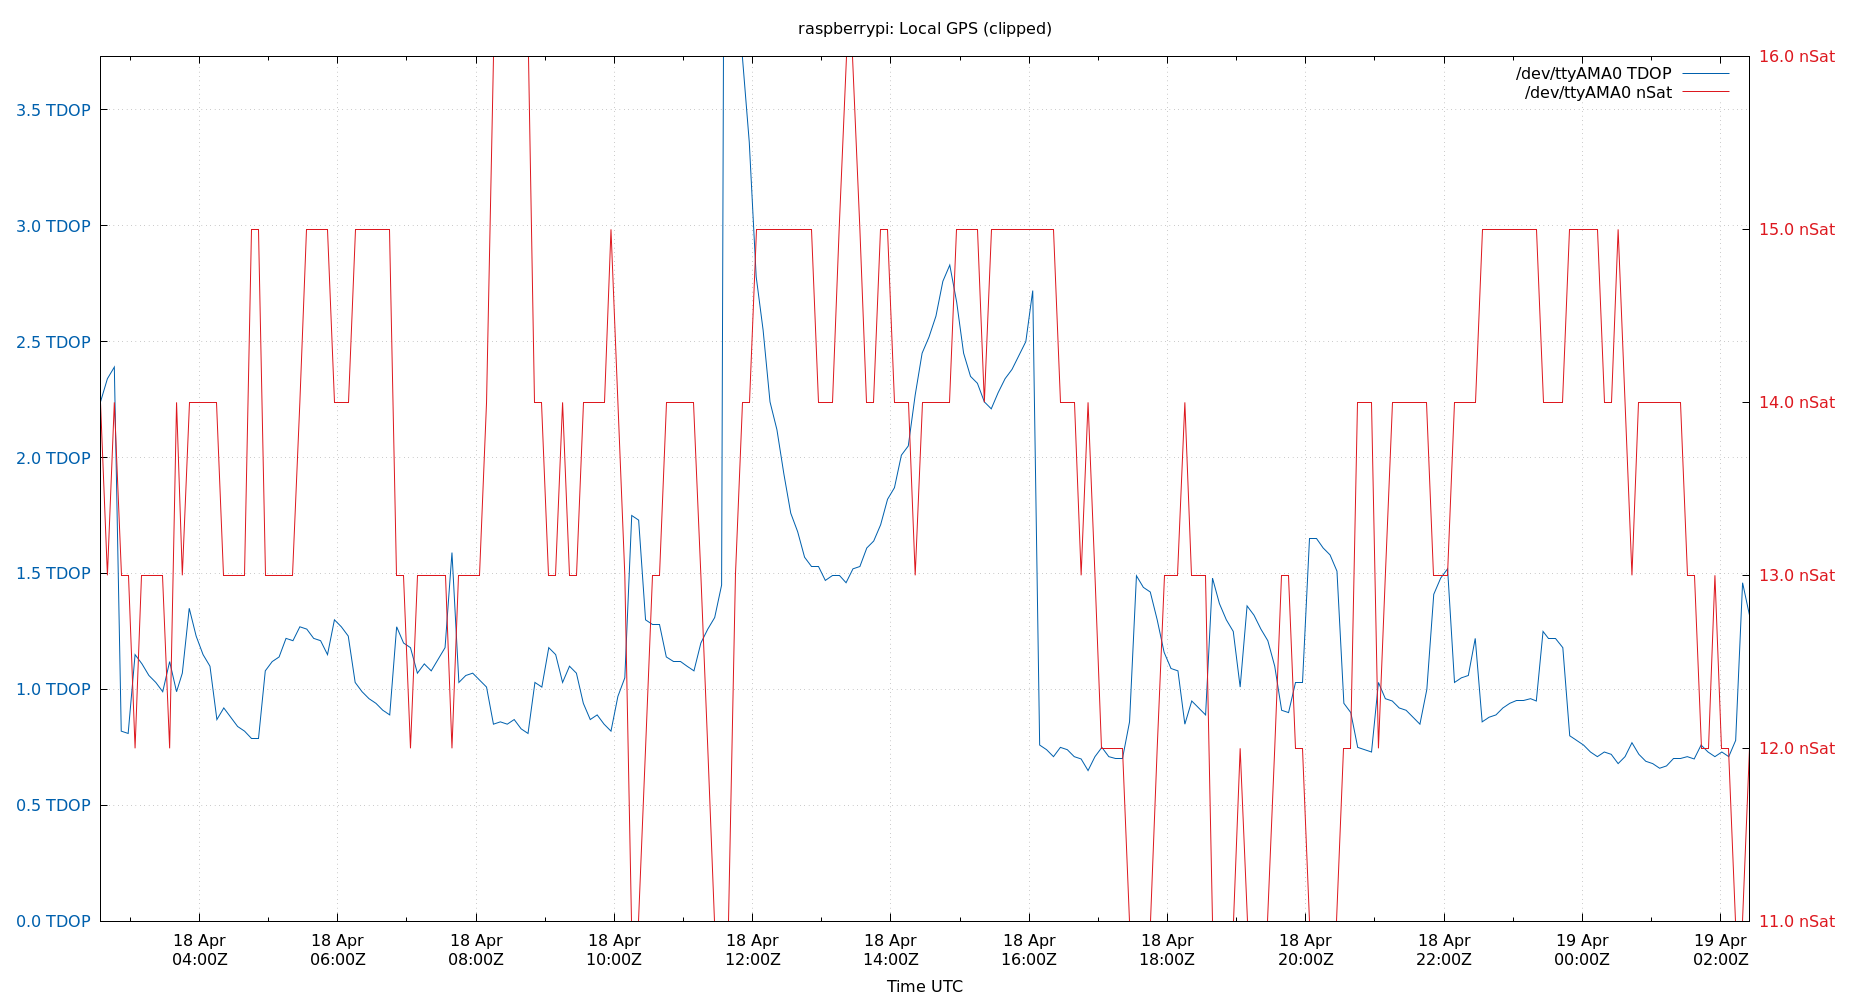 raspberrypi: Local GPS (clipped)
/dev/ttyAMA0 TDOP
/dev/ttyAMA0 nSat
3.5 TDOP
3.0 TDOP
2.5 TDOP
2.0 TDOP
1.5 TDOP
1.0 TDOP
0.5 TDOP
0.0 TDOP
16.0 nSat
15.0 nSat
14.0 nSat
13.0 nSat
12.0 nSat
11.0 nSat
18 Apr
04:00Z
18 Apr
06:00Z
18 Apr
08:00Z
18 Apr
10:00Z
18 Apr
12:00Z
18 Apr
14:00Z
18 Apr
16:00Z
18 Apr
18:00Z
18 Apr
20:00Z
18 Apr
22:00Z
19 Apr
00:00Z
19 Apr
02:00Z
Time UTC